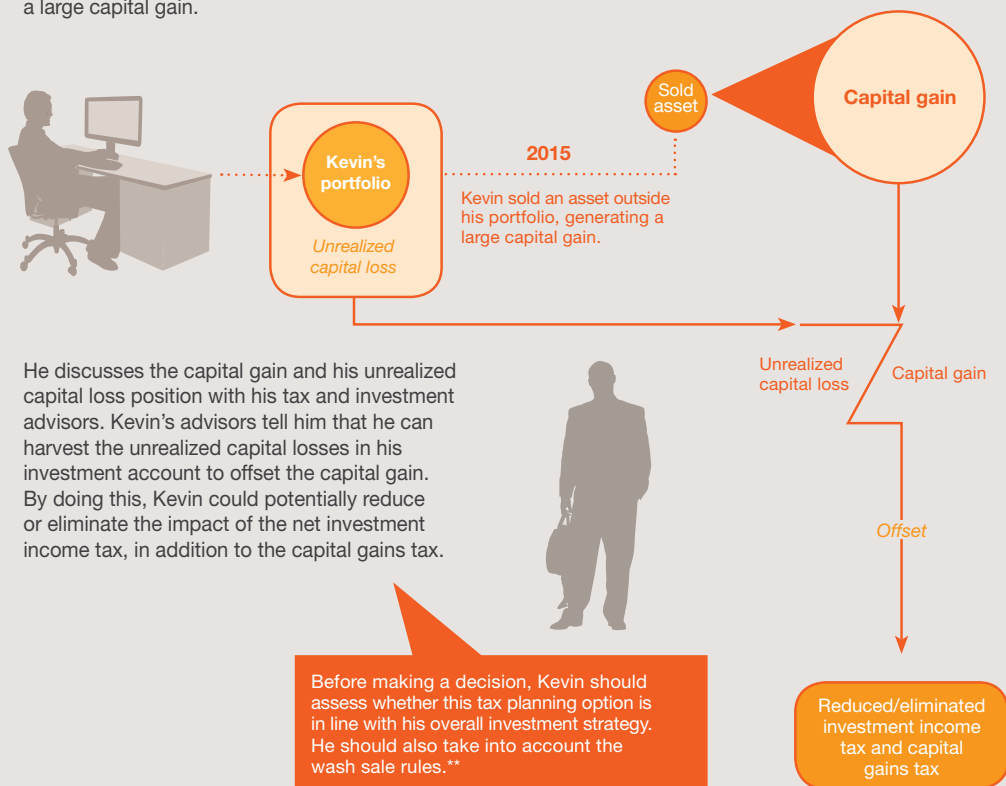 a large capital gain.
Kevin’s
portfolio
Unrealized
capital loss
2015
Kevin sold an asset outside
his portfolio, generating a
large capital gain.
Sold
asset
Capital gain
He discusses the capital gain and his unrealized
capital loss position with his tax and investment
advisors. Kevin’s advisors tell him that he can
harvest the unrealized capital losses in his
investment account to offset the capital gain.
By doing this, Kevin could potentially reduce
or eliminate the impact of the net investment
income tax, in addition to the capital gains tax.
Unrealized
capital loss
Capital gain
Offset
Before making a decision, Kevin should
assess whether this tax planning option is
in line with his overall investment strategy.
He should also take into account the
wash sale rules.**
Reduced/eliminated
investment income
tax and capital
gains tax